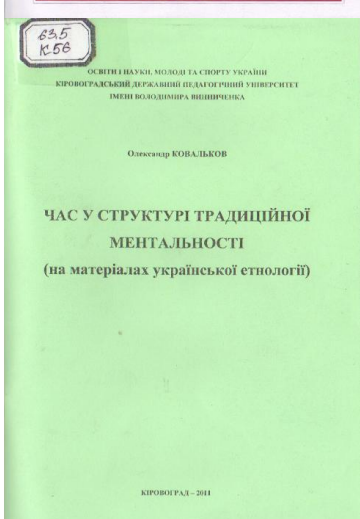 63.5
К56
ОСВІТИ І НАУКИ, МОЛОДІ ТА СПОРТУ УКРАЇНИ
КІРОВОГРАДСЬКИЙ ДЕРЖАВНИЙ ПЕДАГОГІЧНИЙ УНІВЕРСИТЕТ
ІМЕНІ ВОЛОДИМИРА ВИННИЧЕНКА
Олександр КОВАЛЬКОВ
ЧАС У СТРУКТУРІ ТРАДИЦІЙНОЇ
МЕНТАЛЬНОСТІ
(на матеріалах української етнології)
КІРОВОГРАД – 2011